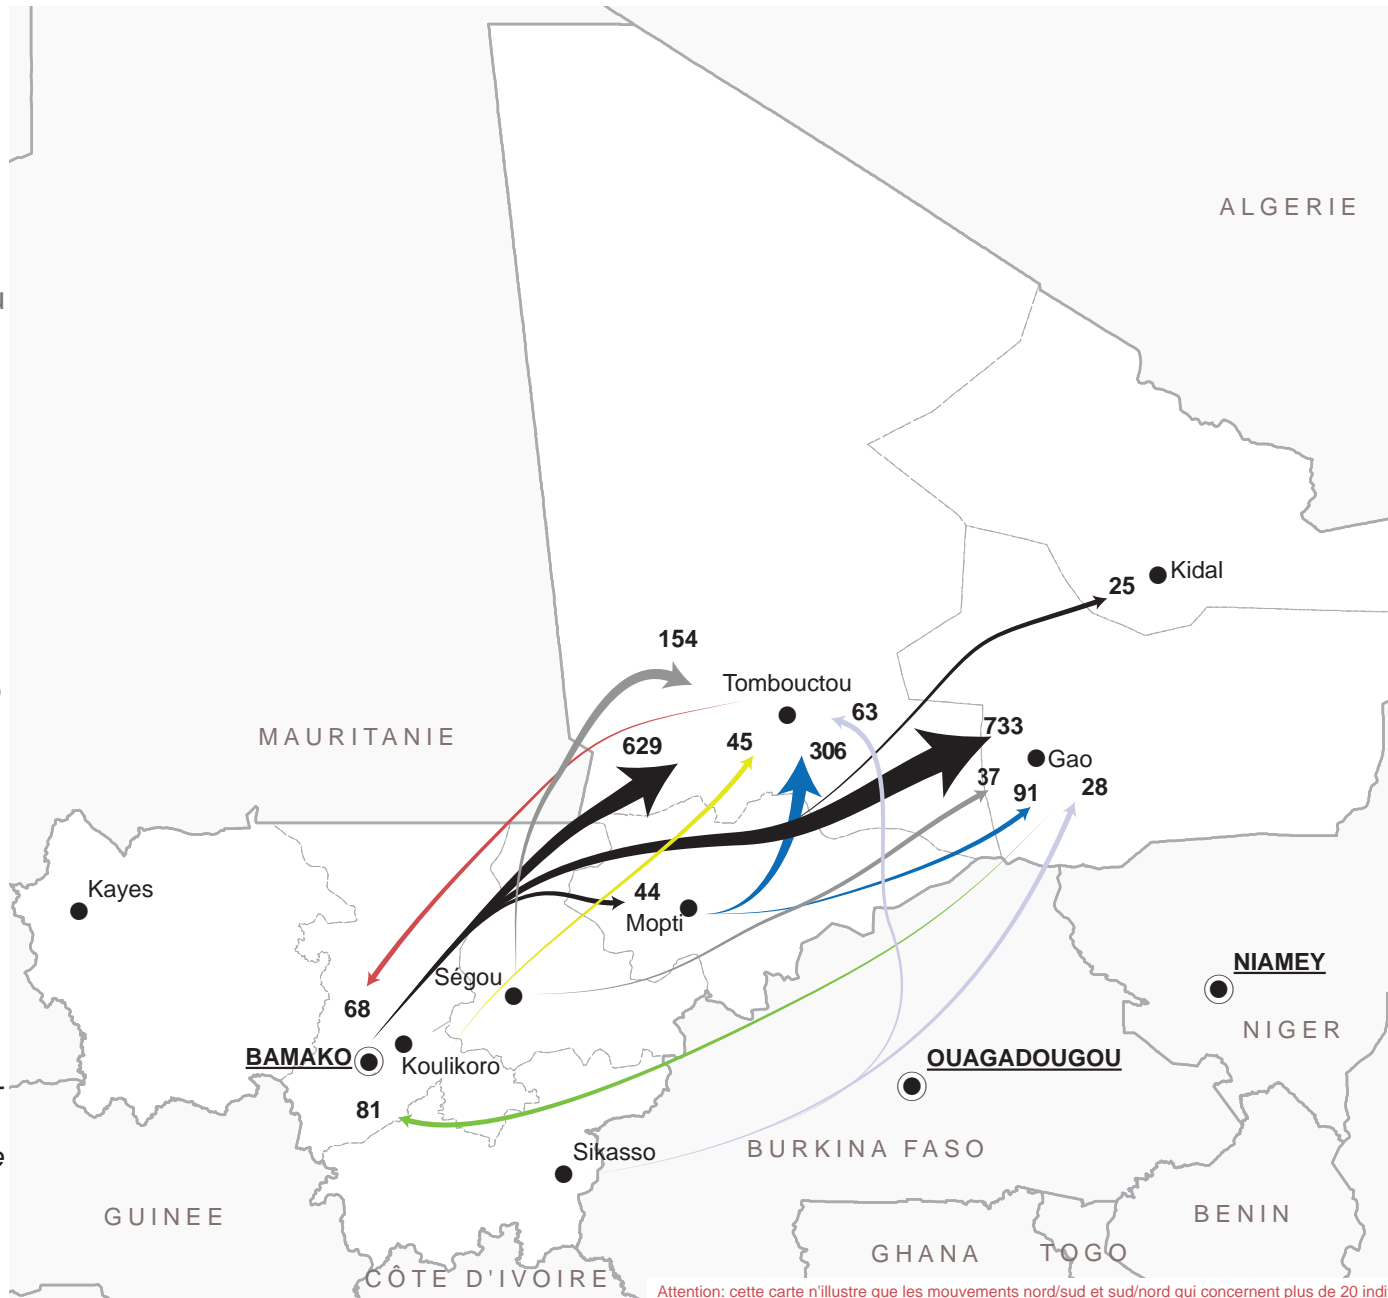 ALGERIE
Kidal
25
154
Tombouctou
63
MAURITANIE
629
45
306
733
Gao
37
91
28
Kayes
44
Mopti
Ségou
NIAMEY
68
NIGER
BAMAKO
Koulikoro
OUAGADOUGOU
81
Sikasso
BURKINA FASO
GUINEE
BENIN
GHANA
TOGO
CÔTE D'IVOIRE
Attention: cette carte n'illustre que les mouvements nord/sud et sud/nord qui concernent plus de 20 indi